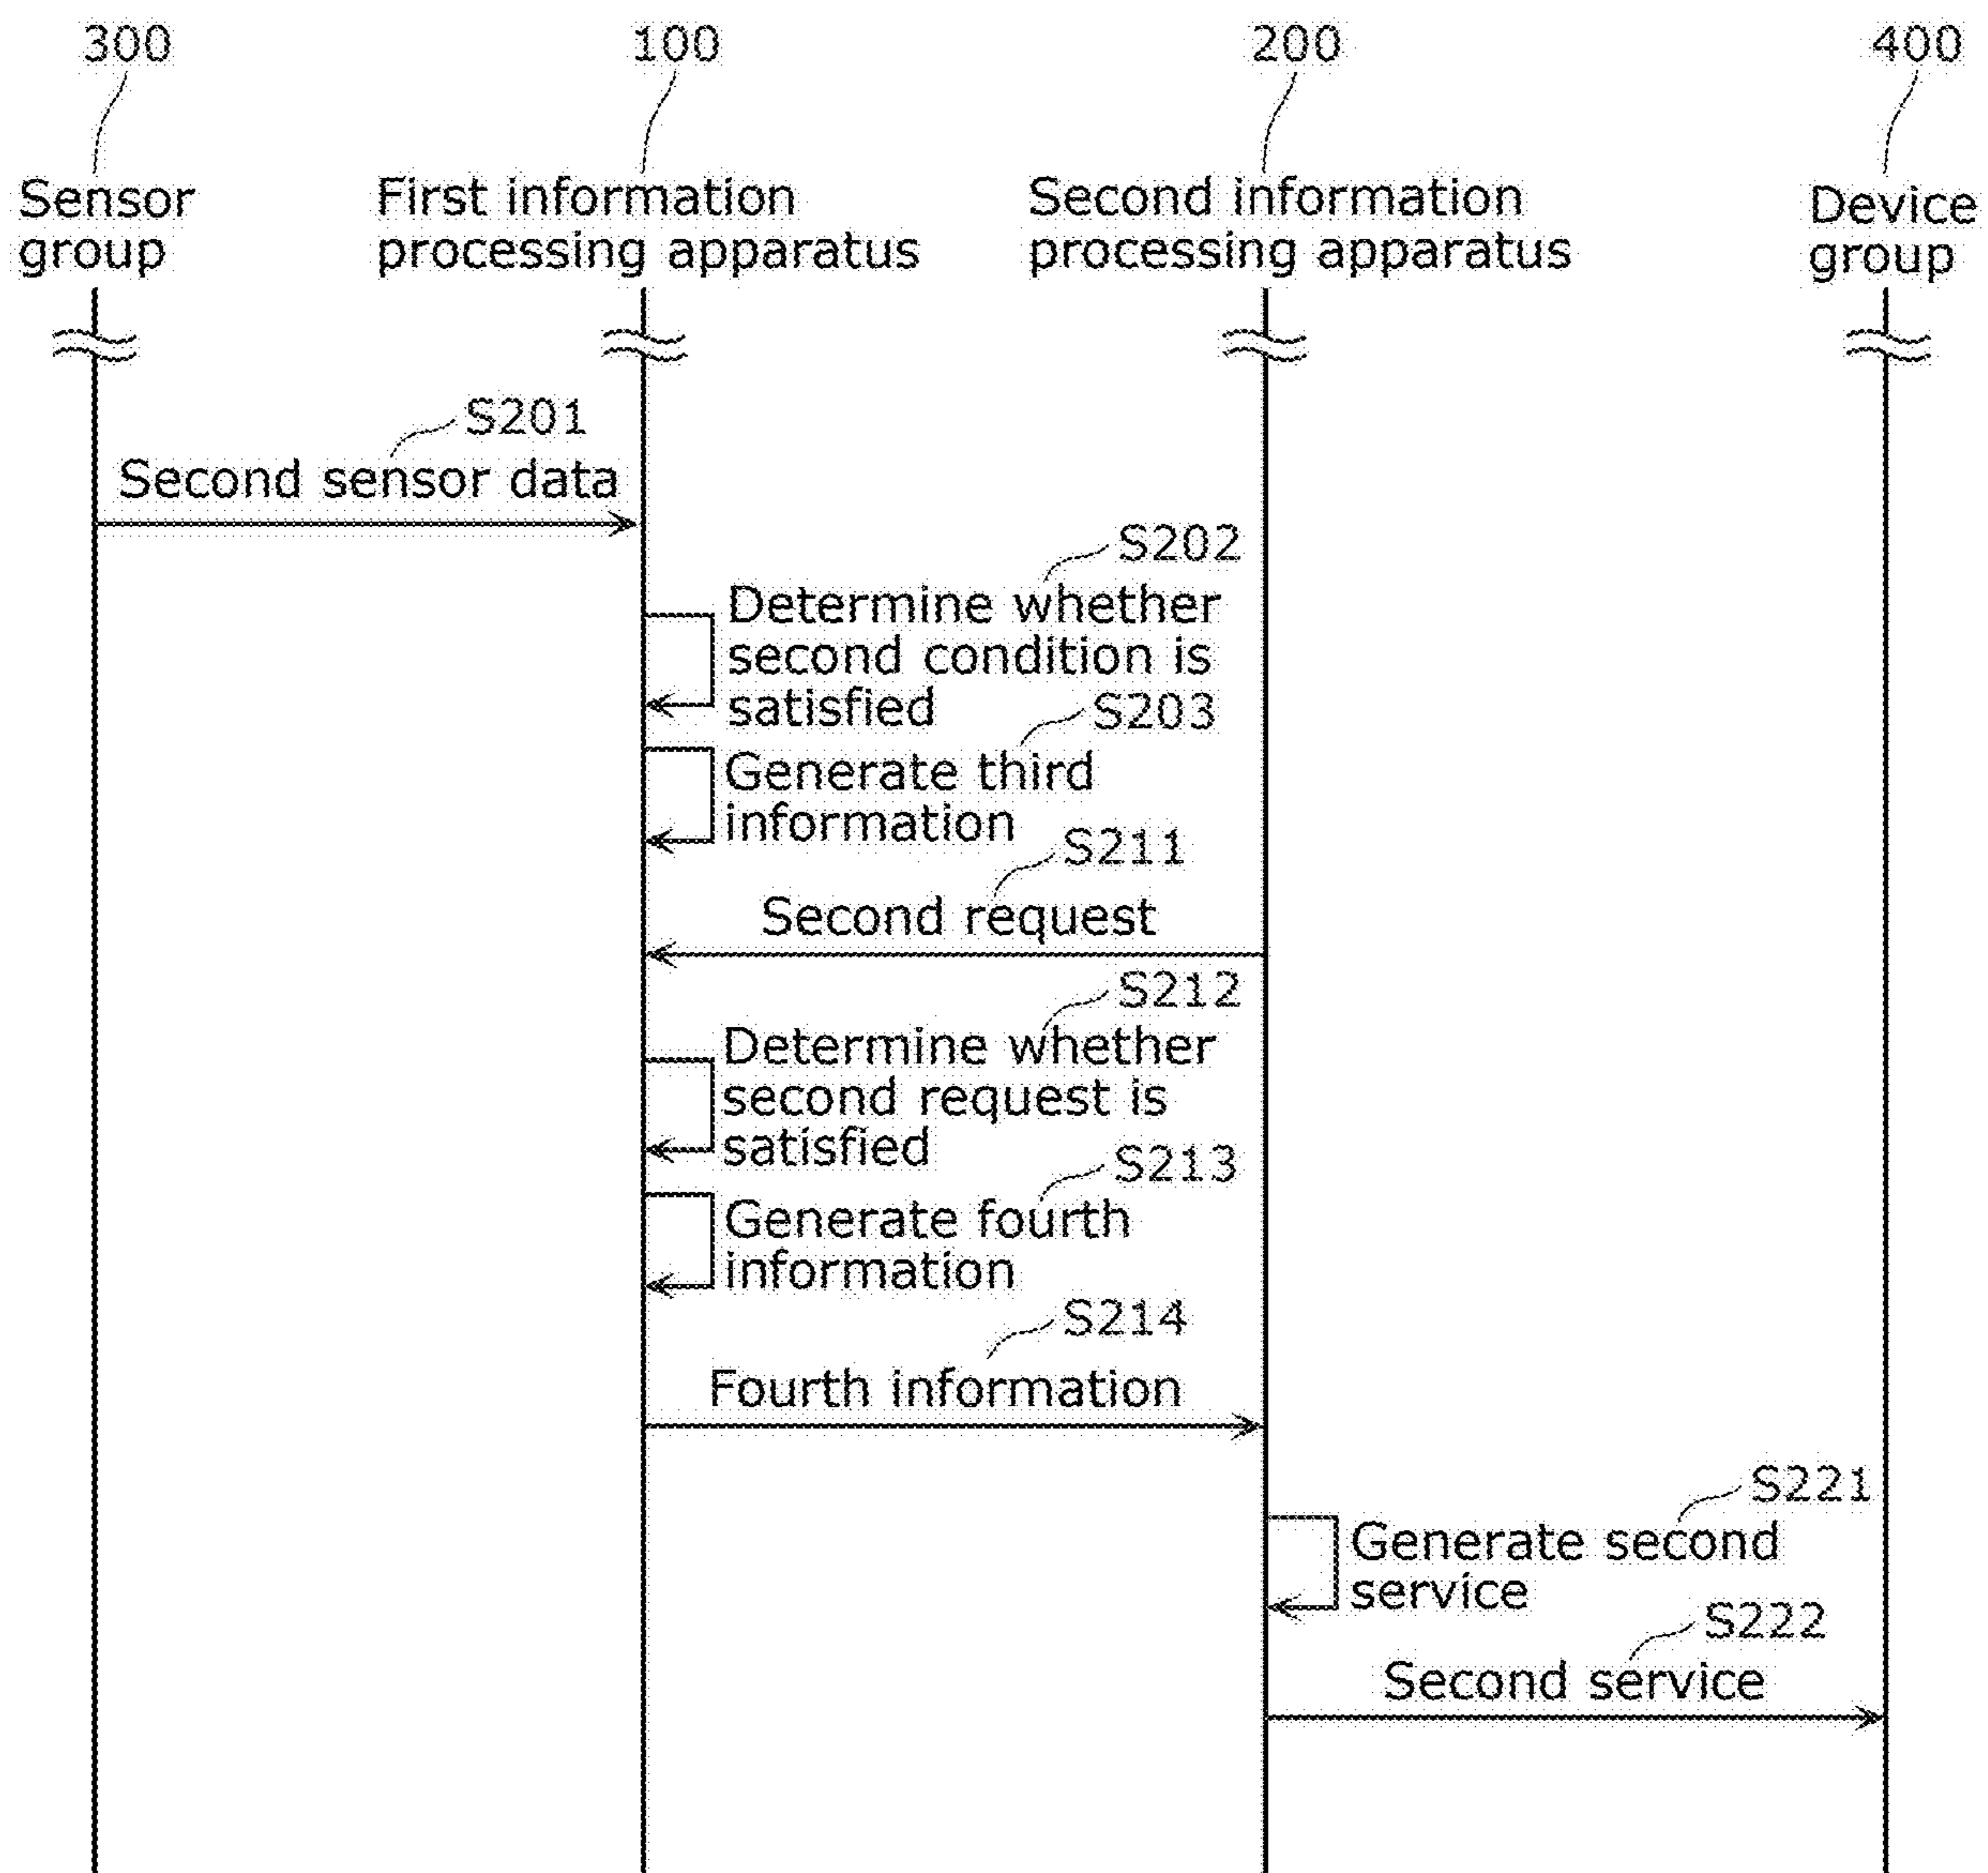 300
100
200
400
Sensor
group
First information
processing apparatus
Second information
processing apparatus
Device
group
S201
Second sensor data
S202
Determine whether
second condition is
satisfied
S203
Generate third
information
S211
Second request
S212
Determine whether
second request is
satisfied
S213
Generate fourth
information
S214
Fourth information
S221
Generate second
service
S222
Second service